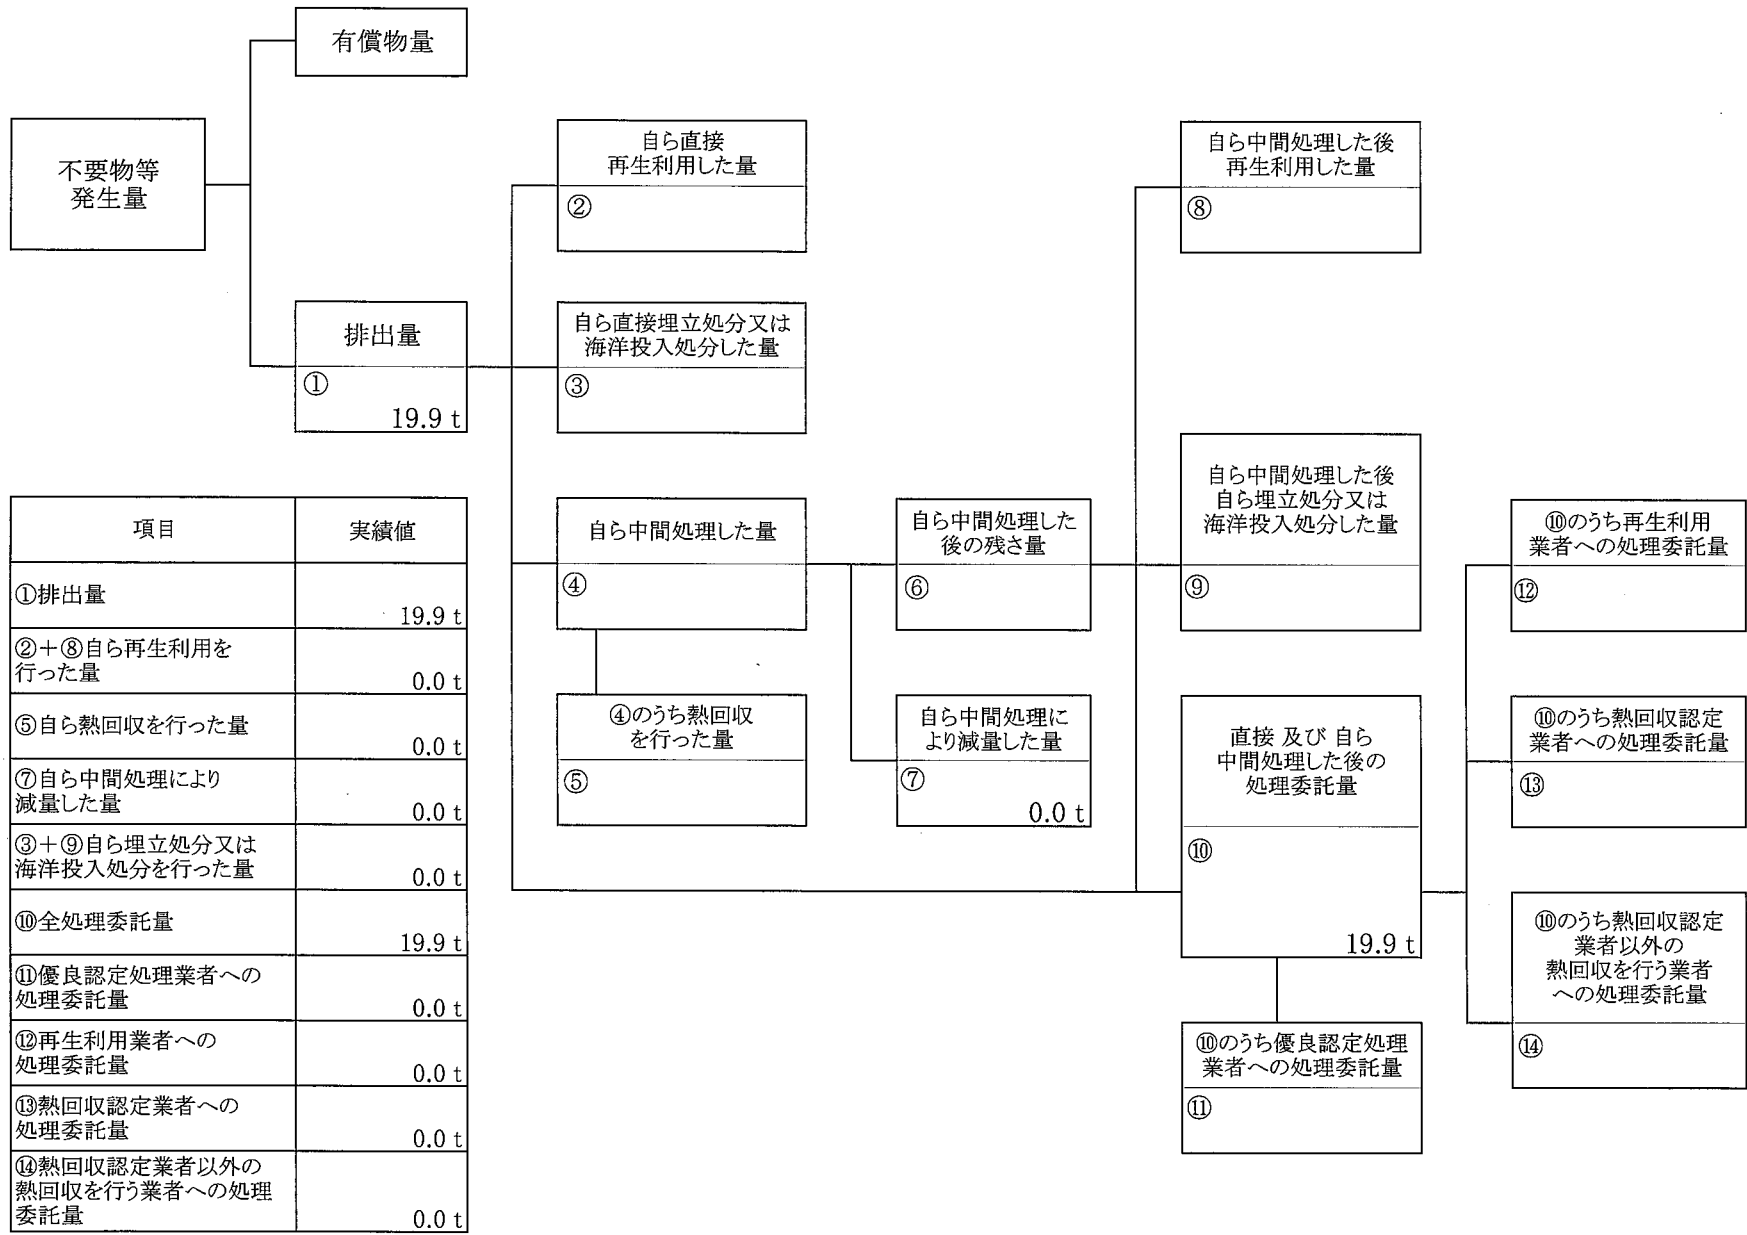 有償物量
不要物等
発生量
排出量
①
19.9 t
自ら直接
再生利用した量
②
自ら直接埋立処分又は
海洋投入処分した量
③
自ら中間処理した量
④
④のうち熱回収
を行った量
⑤
自ら中間処理した
後の残さ量
⑥
自ら中間処理に
より減量した量
⑦
0.0 t
自ら中間処理した後
再生利用した量
⑧
自ら中間処理した後
自ら埋立処分又は
海洋投入処分した量
⑨
直接 及び 自ら
中間処理した後の
処理委託量
⑩
19.9 t
⑩のうち優良認定処理
業者への処理委託量
⑪
⑩のうち再生利用
業者への処理委託量
⑫
⑩のうち熱回収認定
業者への処理委託量
⑬
⑩のうち熱回収認定
業者以外の
熱回収を行う業者
への処理委託量
⑭
項目 実績値
①排出量
19.9 t
②+⑧自ら再生利用を
行った量
0.0 t
⑤自ら熱回収を行った量
0.0 t
⑦自ら中間処理により
減量した量
0.0 t
③+⑨自ら埋立処分又は
海洋投入処分を行った量
0.0 t
⑩全処理委託量
19.9 t
⑪優良認定処理業者への
処理委託量
0.0 t
⑫再生利用業者への
処理委託量
0.0 t
⑬熱回収認定業者への
処理委託量
0.0 t
⑭熱回収認定業者以外の
熱回収を行う業者への処理
委託量
0.0 t